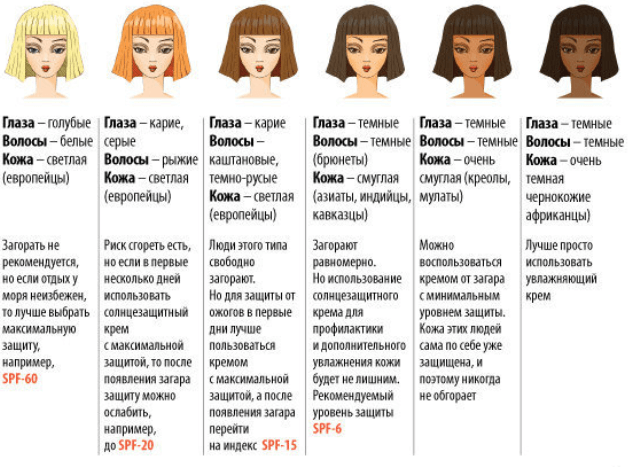 Глаза – голубые
Волосы – белые
Кожа – светлая
(европейцы)
Загорать не
рекомендуется,
но если отдых у
моря неизбежен,
то лучше выбрать
максимальную
защиту,
например,
SPF-60
Глаза – карие,
серые
Волосы – рыжие
Кожа – светлая
(европейцы)
Риск сгореть есть,
но если в первые
несколько дней
использовать
солнцезащитный
крем
с максимальной
защитой, то после
появления загара
защиту можно
ослабить,
например,
до SPF-20
Глаза – карие
Волосы –
каштановые,
темно-русые
Кожа – светлая
(европейцы)
Люди этого типа
свободно
загорают.
Но для защиты от
ожогов в первые
дни лучше
пользоваться
кремом
с максимальной
защитой, а после
появления загара
перейти
на индекс SPF-15
Глаза – темные
Волосы – темные
(брюнеты)
Кожа – смуглая
(азиаты, индийцы,
кавказцы)
Загорают
равномерно.
Но использование
солнцезащитного
крема для
профилактики
и дополнительного
увлажнения кожи
будет не лишним.
Рекомендуемый
уровень защиты
SPF-6
Глаза – темные
Волосы – темные
Кожа – очень
смуглая (креолы,
мулаты)
Можно
воспользоваться
кремом от загара
с минимальным
уровнем защиты.
Кожа этих людей
сама по себе уже
защищена, и
поэтому никогда
не обгорает
Глаза – темные
Волосы – темные
Кожа – очень
темная
чернокожие
африканцы)
Лучше просто
использовать
увлажняющий
крем